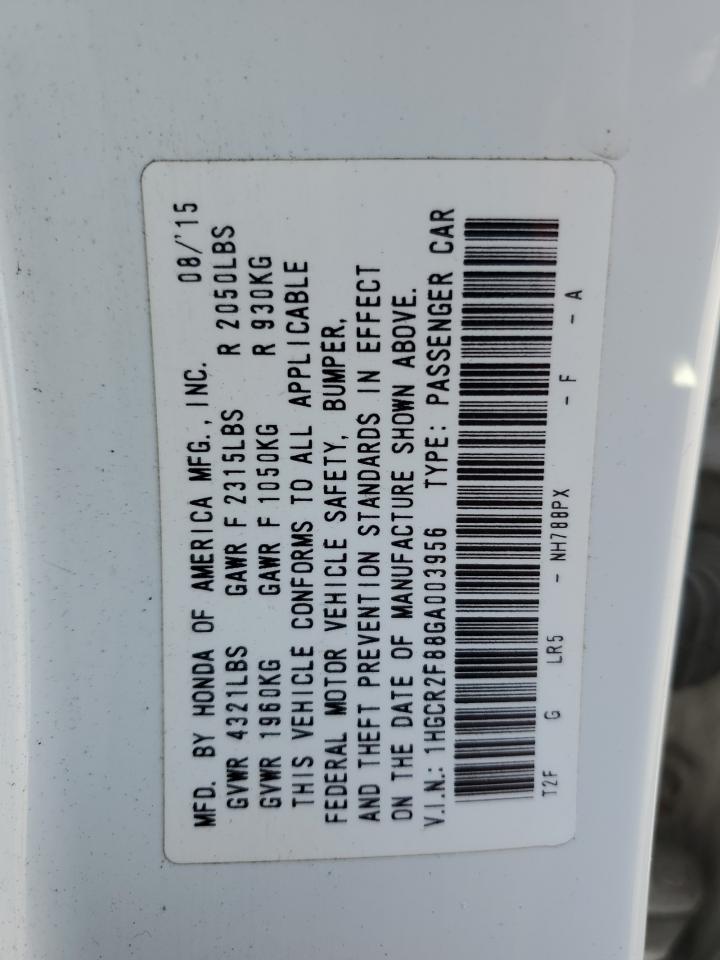 MFD. BY HONDA OF AMERICA MFG., INC. 08/'15
GVWR 4321LBS GAWR F 2315LBS R 2050LBS
GVWR 1960KG GAWR F 1050KG R 930KG
THIS VEHICLE CONFORMS TO ALL APPLICABLE
FEDERAL MOTOR VEHICLE SAFETY, BUMPER,
AND THEFT PREVENTION STANDARDS IN EFFECT
ON THE DATE OF MANUFACTURE SHOWN ABOVE.
V.I.N.: 1HGCR2F88GA003956 TYPE: PASSENGER CAR
T2F G LR5 - NH788PX - F - A